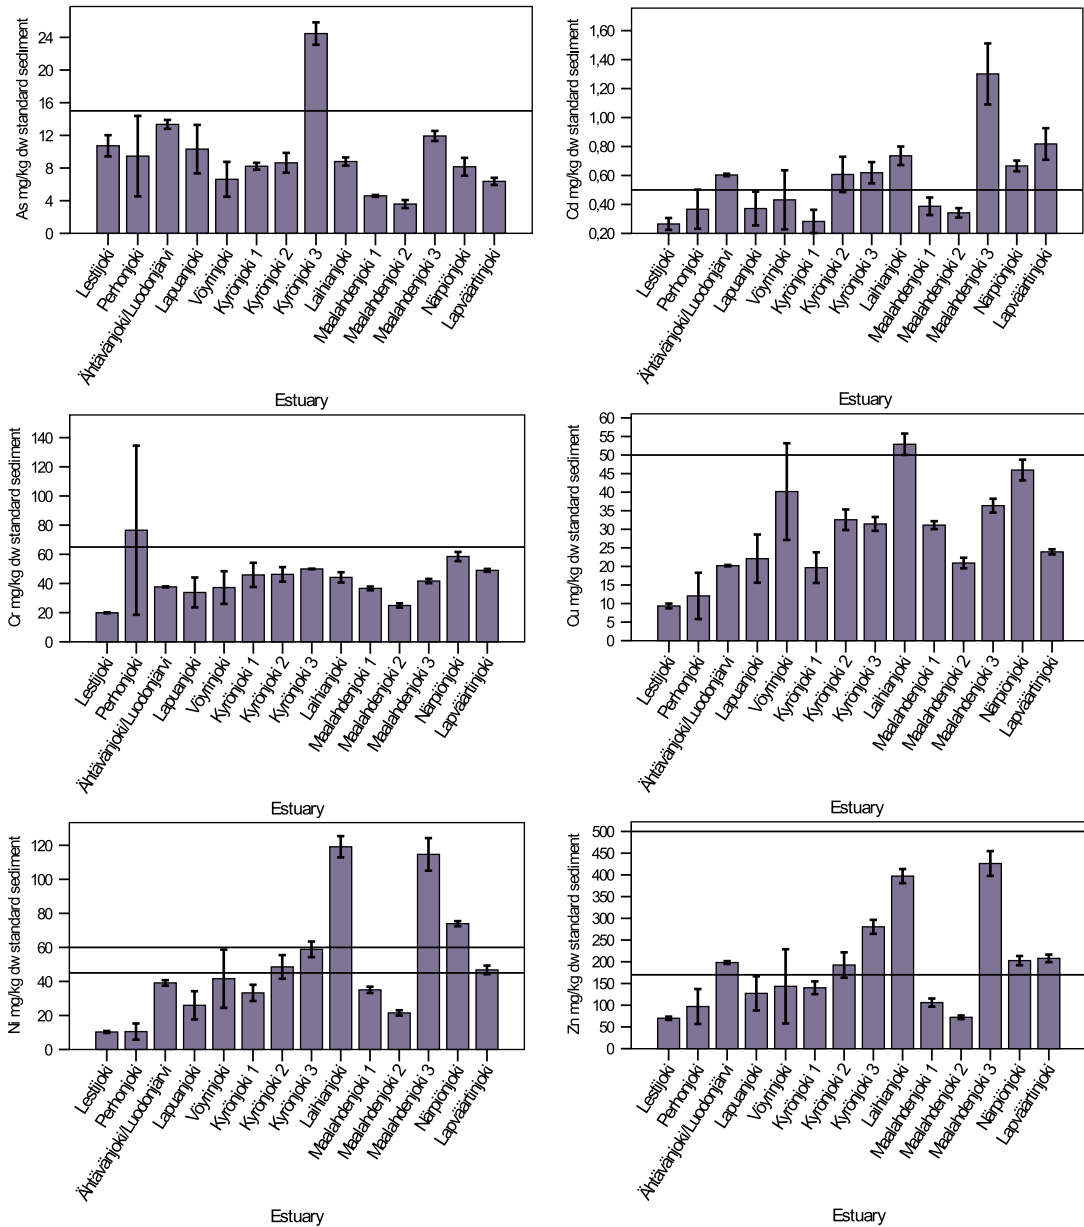 As mg/kg dw standard sediment
24
20
16
12
8
4
0
Lestijoki
Perhonjoki
Ähtävänjoki/Luodonjärvi
Lapuanjoki
Vöyrinjoki
Kyrönjoki 1
Kyrönjoki 2
Kyrönjoki 3
Laihianjoki
Maalahdenjoki 1
Maalahdenjoki 2
Maalahdenjoki 3
Närpiönjoki
Lapväärtinjoki
Estuary
Cd mg/kg dw standard sediment
1,60
1,40
1,20
1,00
0,80
0,60
0,40
0,20
Lestijoki
Perhonjoki
Ähtävänjoki/Luodonjärvi
Lapuanjoki
Vöyrinjoki
Kyrönjoki 1
Kyrönjoki 2
Kyrönjoki 3
Laihianjoki
Maalahdenjoki 1
Maalahdenjoki 2
Maalahdenjoki 3
Närpiönjoki
Lapväärtinjoki
Estuary
Cr mg/kg dw standard sediment
140
120
100
80
60
40
20
0
Lestijoki
Perhonjoki
Ähtävänjoki/Luodonjärvi
Lapuanjoki
Vöyrinjoki
Kyrönjoki 1
Kyrönjoki 2
Kyrönjoki 3
Laihianjoki
Maalahdenjoki 1
Maalahdenjoki 2
Maalahdenjoki 3
Närpiönjoki
Lapväärtinjoki
Estuary
Cu mg/kg dw standard sediment
60
55
50
45
40
35
30
25
20
15
10
5
0
Lestijoki
Perhonjoki
Ähtävänjoki/Luodonjärvi
Lapuanjoki
Vöyrinjoki
Kyrönjoki 1
Kyrönjoki 2
Kyrönjoki 3
Laihianjoki
Maalahdenjoki 1
Maalahdenjoki 2
Maalahdenjoki 3
Närpiönjoki
Lapväärtinjoki
Estuary
Ni mg/kg dw standard sediment
120
100
80
60
40
20
0
Lestijoki
Perhonjoki
Ähtävänjoki/Luodonjärvi
Lapuanjoki
Vöyrinjoki
Kyrönjoki 1
Kyrönjoki 2
Kyrönjoki 3
Laihianjoki
Maalahdenjoki 1
Maalahdenjoki 2
Maalahdenjoki 3
Närpiönjoki
Lapväärtinjoki
Estuary
Zn mg/kg dw standard sediment
500
450
400
350
300
250
200
150
100
50
0
Lestijoki
Perhonjoki
Ähtävänjoki/Luodonjärvi
Lapuanjoki
Vöyrinjoki
Kyrönjoki 1
Kyrönjoki 2
Kyrönjoki 3
Laihianjoki
Maalahdenjoki 1
Maalahdenjoki 2
Maalahdenjoki 3
Närpiönjoki
Lapväärtinjoki
Estuary